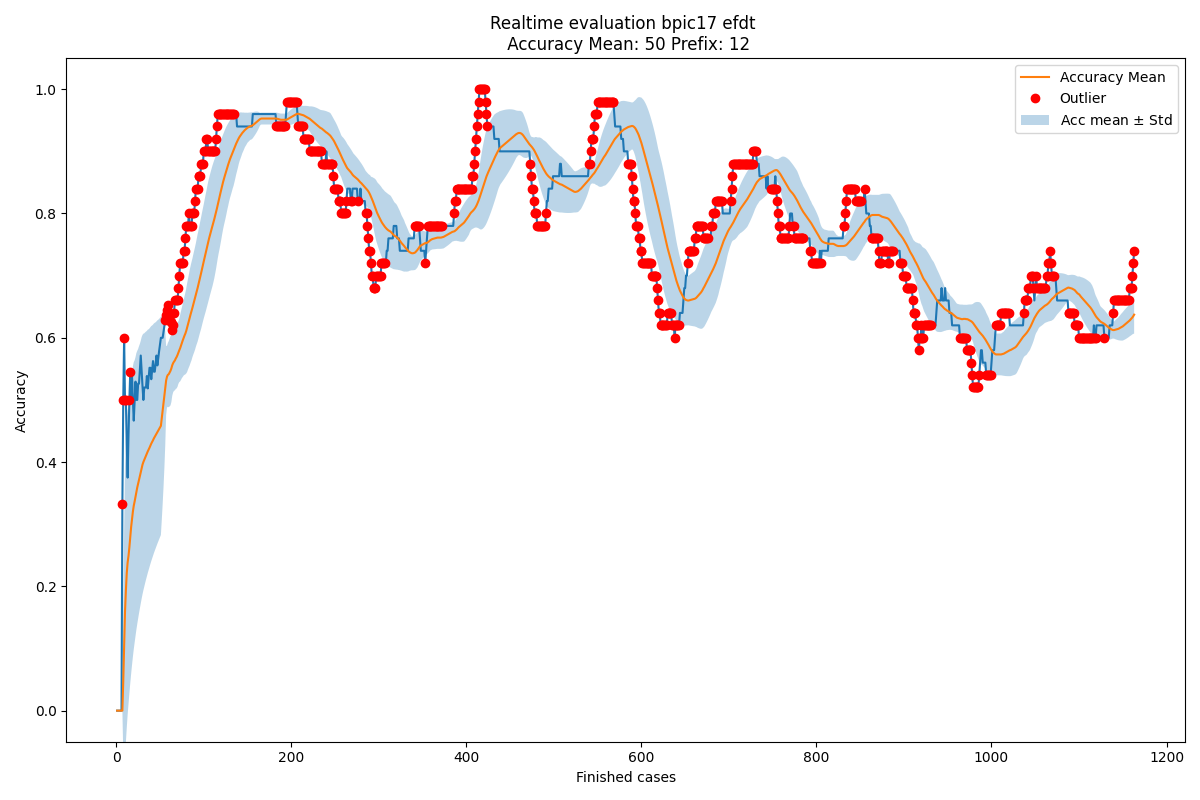 Realtime evaluation bpic17 efdt
Accuracy Mean: 50 Prefix: 12
Accuracy Mean
Outlier
Acc mean ± Std
1.0
0.8
0.6
0.4
0.2
0.0
Accuracy
0
200
400
600
800
1000
1200
Finished cases